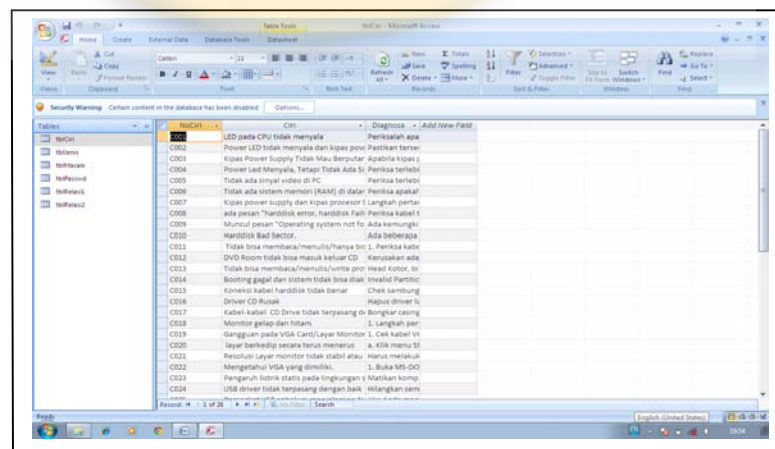 Table Tools
tblCiri - Microsoft Access
Home Create External Data Database Tools Datasheet
View Paste Cut Copy Format Painter
Calibri 11
Refresh All New Save Delete Totals Spelling More
Filter Selection Advanced Toggle Filter
Size to Fit Form Switch Windows Find Replace Go To Select
Views Clipboard Font Rich Text Records Sort & Filter Window Find
Security Warning Certain content in the database has been disabled Options...
Tables
tblCiri
tblJenis
tblMacam
tblPasswd
tblRelasi1
tblRelasi2
NoCiri Ciri Diagnosa Add New Field
C001 LED pada CPU tidak menyala Periksalah apa
C002 Power LED tidak menyala dan kipas pow Pastikan terse
C003 Kipas Power Supply Tidak Mau Berputar Apabila kipas p
C004 Power Led Menyala, Tetapi Tidak Ada Si Periksa terlebi
C005 Tidak ada sinyal video di PC Periksa terlebi
C006 Tidak ada sistem memori (RAM) di dalar Periksa apakaf
C007 Kipas power supply dan kipas procesor t Langkah pertar
C008 ada pesan "harddisk error, harddisk Faili Periksa kabel t
C009 Muncul pesan "Operating system not fo Ada kemungki
C010 Harddisk Bad Sector. Ada beberapa
C011 Tidak bisa membaca/menulis/hanya bis 1. Periksa kabe
C012 DVD Room tidak bisa masuk keluar CD Kerusakan ada
C013 Tidak bisa membaca/menulis/write prot Head Kotor, bi
C014 Booting gagal dan sistem tidak bisa diak Invalid Partitic
C015 Koneksi kabel harddisk tidak benar Chek sambung
C016 Driver CD Rusak Hapus driver la
C017 Kabel-kabel CD Drive tidak terpasang de Bongkar casing
C018 Monitor gelap dan hitam 1. Langkah per
C019 Gangguan pada VGA Card/Layer Monitor 1. Cek kabel VG
C020 layar berkedip secara terus menerus a. Klik menu St
C021 Resolusi Layar monitor tidak stabil atau Harus melakuk
C022 Mengetahui VGA yang dimiliki. 1. Buka MS-DO
C023 Pengaruh listrik statis pada lingkungan s Matikan komp
C024 USB driver tidak terpasang dengan baik Hilangkan sem
Record: 1 of 26 No Filter Search
Ready
English (United States)
EN 19:04